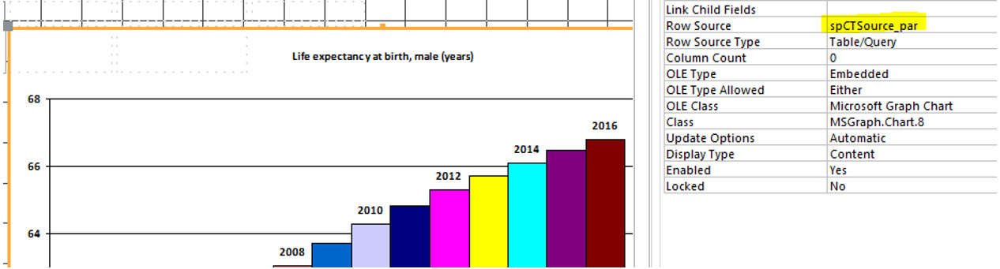 Life expectancy at birth, male (years)
68
66
64
2008
2010
2012
2014
2016
Link Child Fields
Row Source spCTSource_par
Row Source Type Table/Query
Column Count 0
OLE Type Embedded
OLE Type Allowed Either
OLE Class Microsoft Graph Chart
Class MSGraph.Chart.8
Update Options Automatic
Display Type Content
Enabled Yes
Locked No